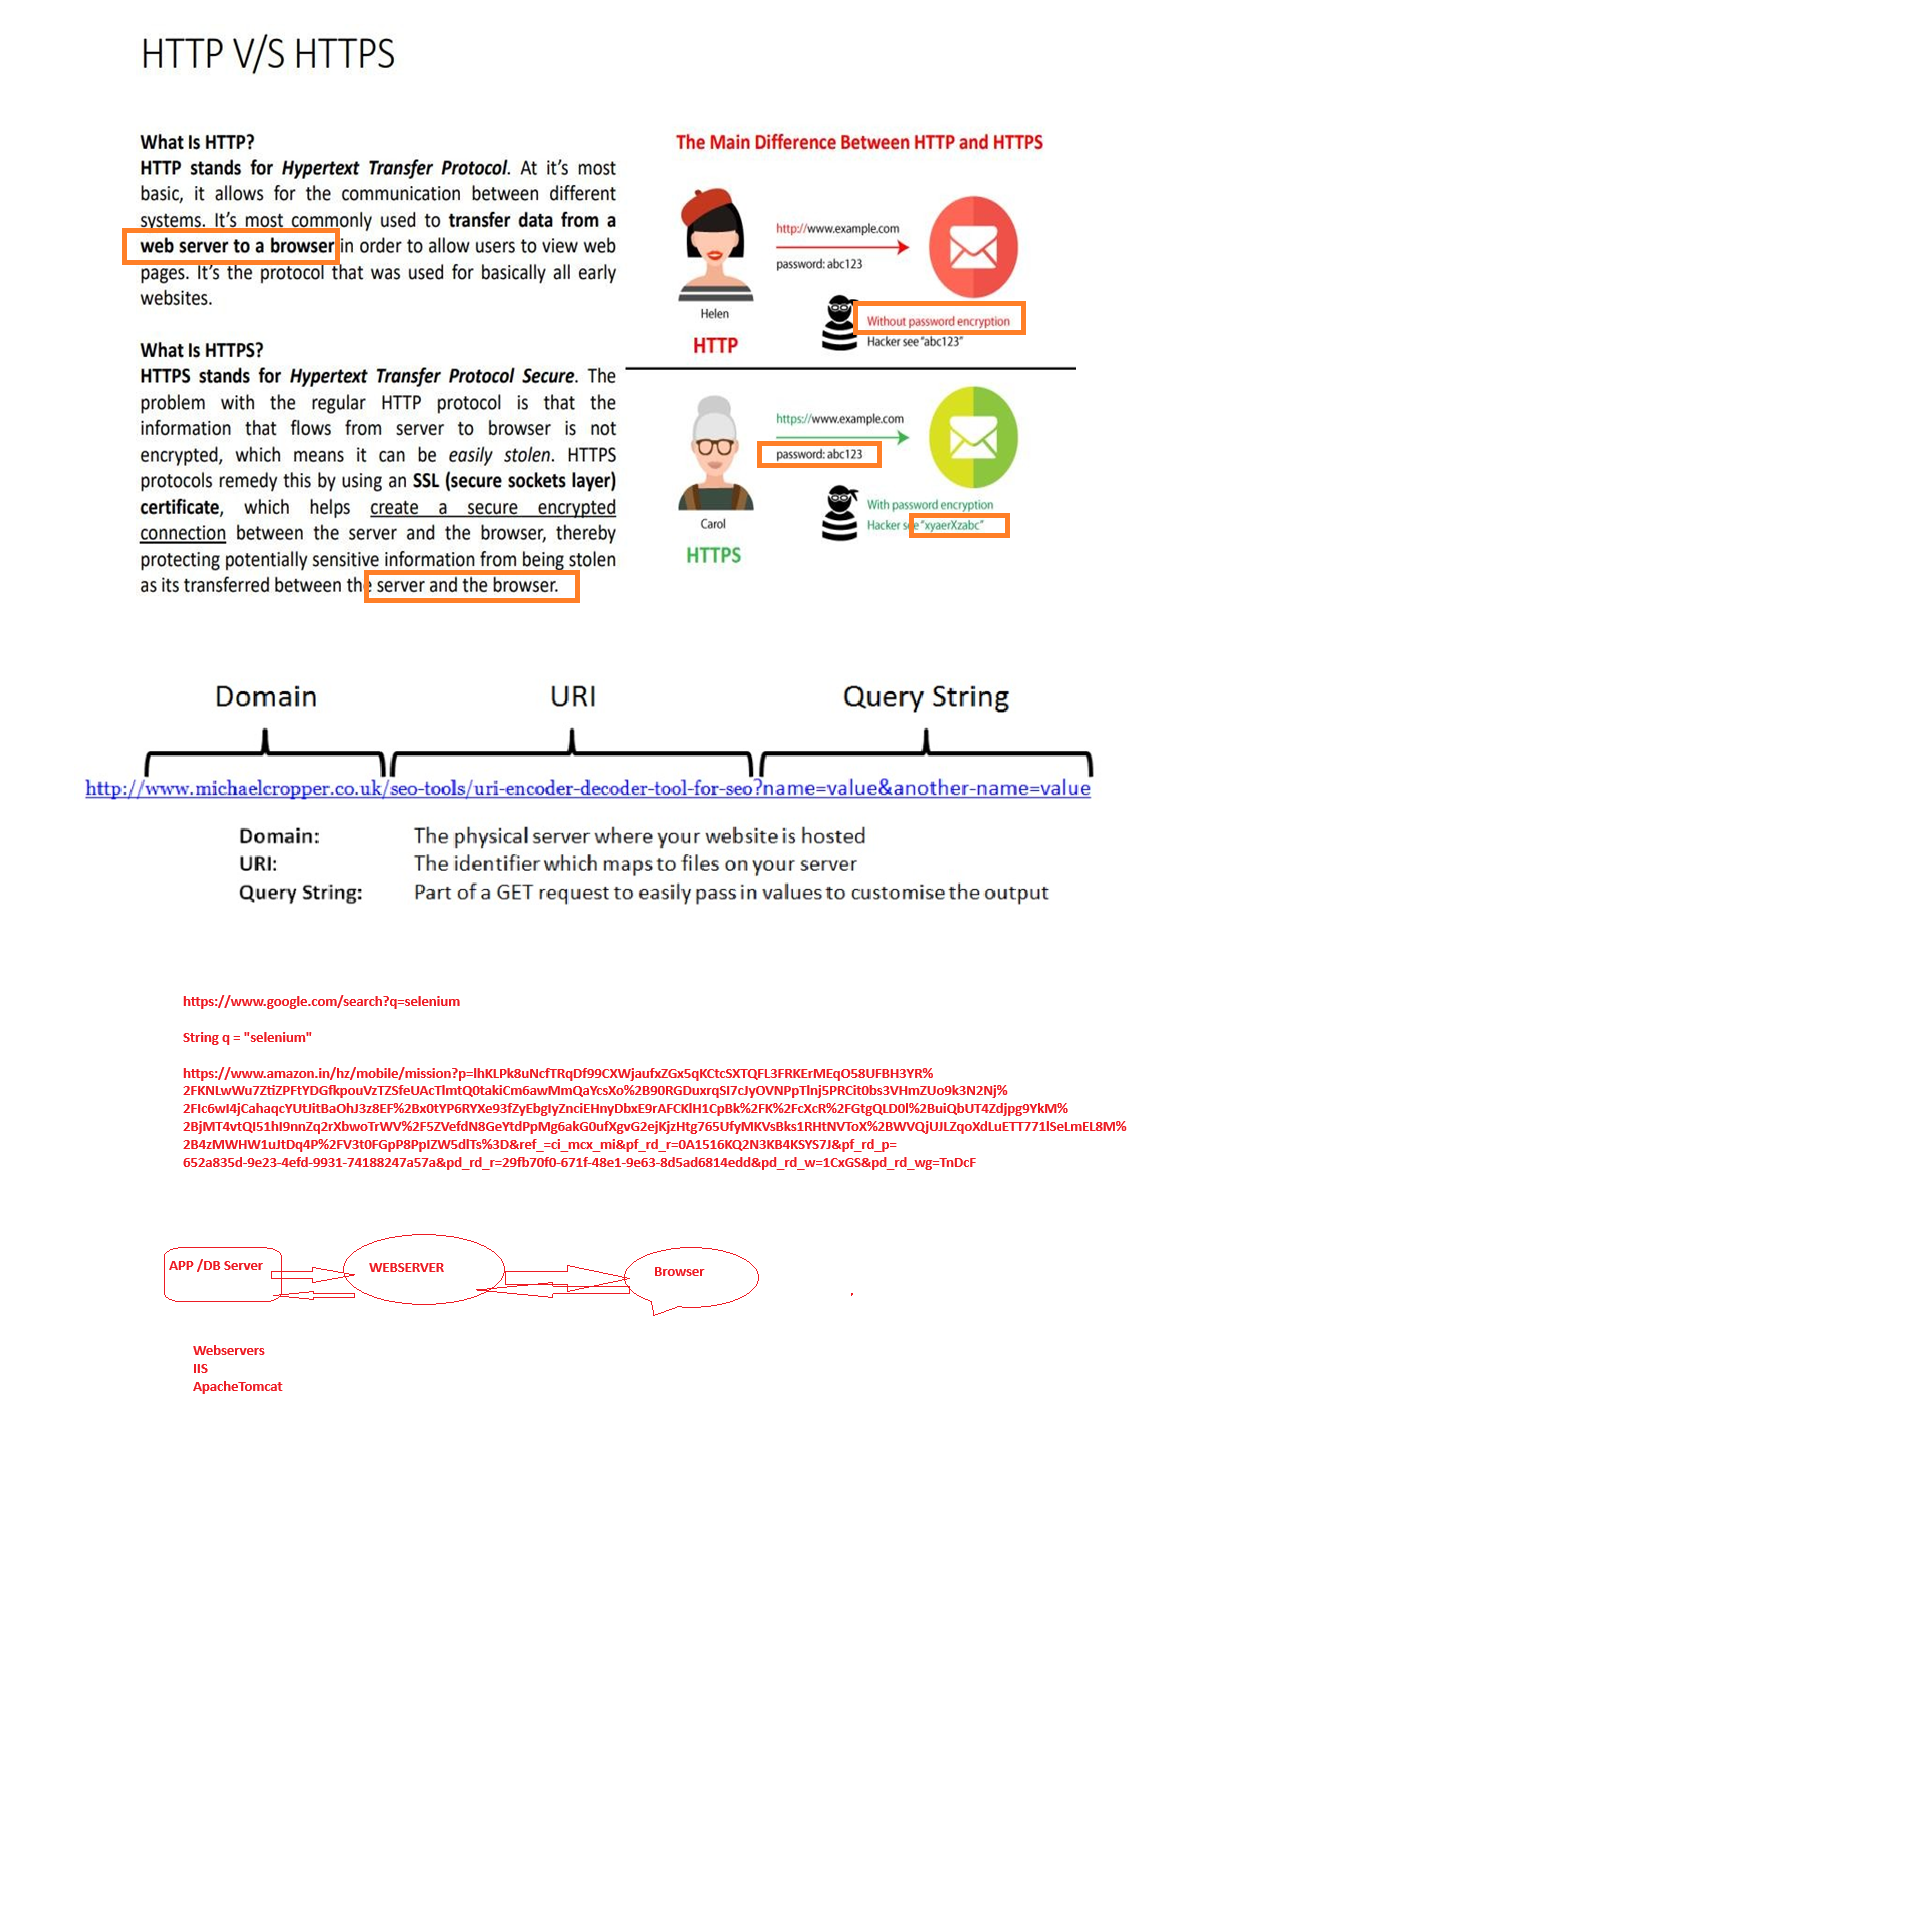 HTTP V/S HTTPS
What Is HTTP?
HTTP stands for Hypertext Transfer Protocol. At it's most
basic, it allows for the communication between different
systems. It's most commonly used to transfer data from a
web server to a browser in order to allow users to view web
pages. It's the protocol that was used for basically all early
websites.
What Is HTTPS?
HTTPS stands for Hypertext Transfer Protocol Secure. The
problem with the regular HTTP protocol is that the
information that flows from server to browser is not
encrypted, which means it can be easily stolen. HTTPS
protocols remedy this by using an SSL (secure sockets layer)
certificate, which helps create a secure encrypted
connection between the server and the browser, thereby
protecting potentially sensitive information from being stolen
as its transferred between the server and the browser.
The Main Difference Between HTTP and HTTPS
http://www.example.com
password: abc123
Helen
HTTP
Without password encryption
Hacker see "abc123"
https://www.example.com
password: abc123
Carol
HTTPS
With password encryption
Hacker see "xyaerXzabc"
Domain URI Query String
http://www.michaelcropper.co.uk/seo-tools/uri-encoder-decoder-tool-for-seo?name=value&another-name=value
Domain: The physical server where your website is hosted
URI: The identifier which maps to files on your server
Query String: Part of a GET request to easily pass in values to customise the output
https://www.google.com/search?q=selenium
String q = "selenium"
https://www.amazon.in/hz/mobile/mission?p=lhKLPk8uNcfTRqDf99CXWjaufxZGx5qKCtcSXTQFL3FRKErMEqO58UFBH3YR%
2FKNLwWu7ZtiZPFtYDGfkpouVzTZSfeUAcTlmtQ0takiCm6awMmQaYcsXo%2B90RGDuxrqSI7cJyOVNPpTlnj5PRCit0bs3VHmZUo9k3N2Nj%
2FIc6wI4jCahaqcYUtJitBaOhJ3z8EF%2Bx0tYP6RYXe93fZyEbgIyZnciEHnyDbxE9rAFCKlH1CpBk%2FK%2FcXcR%2FGtgQLD0l%2BuiQbUT4Zdjpg9YkM%
2BjMT4vtQI51hI9nnZq2rXbwoTrWV%2F5ZVefdN8GeYtdPpMg6akG0ufXgvG2ejKjzHtg765UfyMKVsBks1RHtNVToX%2BWVQjUJLZqoXdLuETT771lSeLmEL8M%
2B4zMWHW1uJtDq4P%2FV3t0FGpP8PpIZW5dlTs%3D&ref_=ci_mcx_mi&pf_rd_r=0A1516KQ2N3KB4KSYS7J&pf_rd_p=
652a835d-9e23-4efd-9931-74188247a57a&pd_rd_r=29fb70f0-671f-48e1-9e63-8d5ad6814edd&pd_rd_w=1CxGS&pd_rd_wg=TnDcF
APP /DB Server
WEBSERVER
Browser
Webservers
IIS
ApacheTomcat